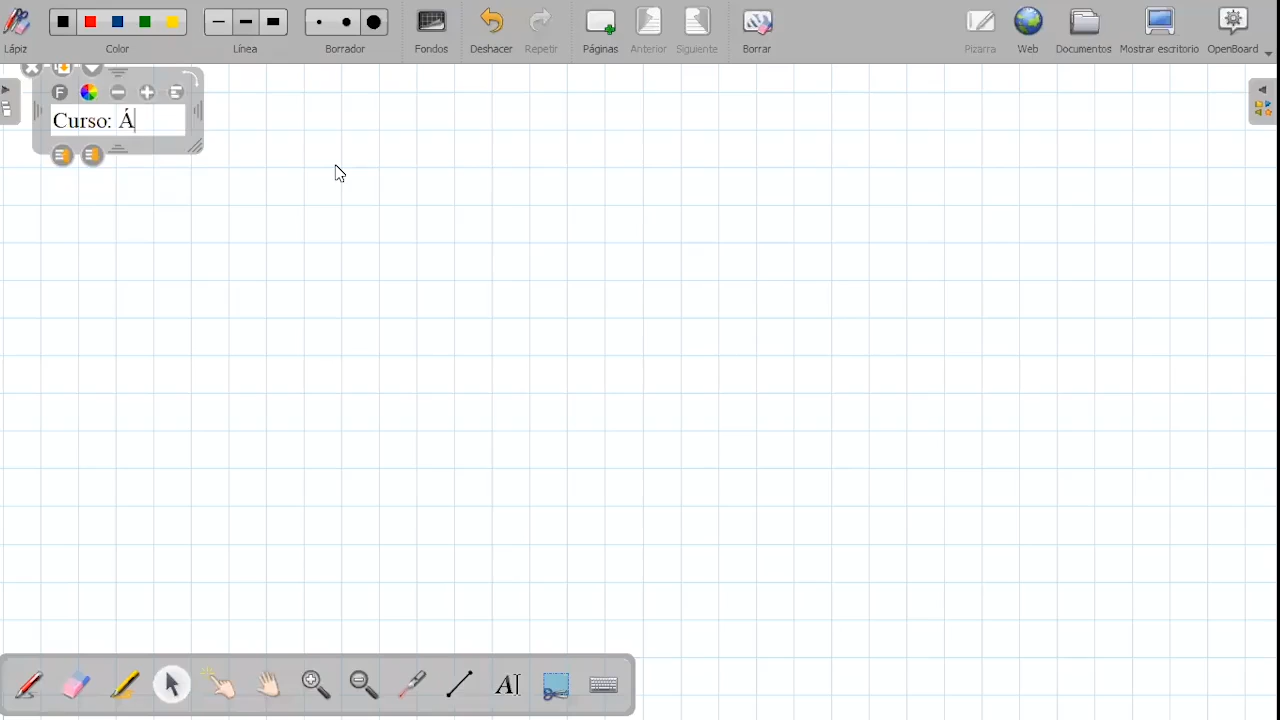 Lápiz Color Línea Borrador Fondos Deshacer Repetir Páginas Anterior Siguiente Borrar Pizarra Web Documentos Mostrar escritorio OpenBoard
F
Curso: Á
A